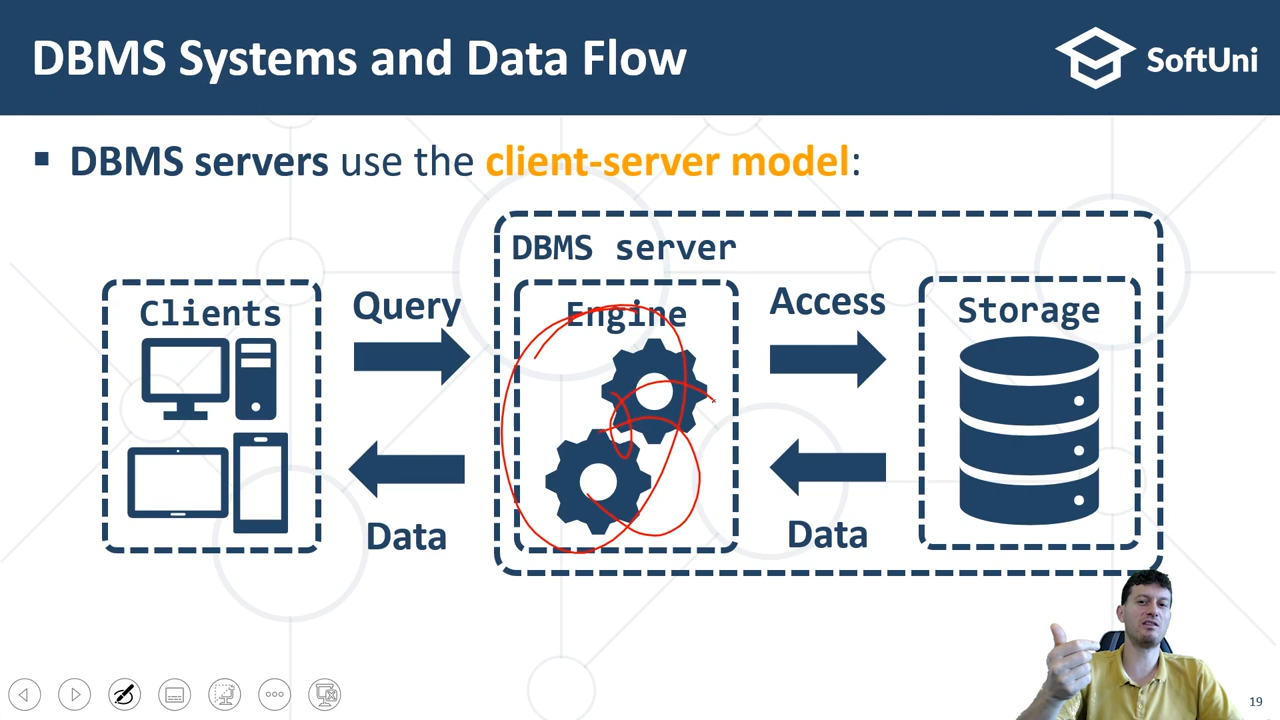 DBMS Systems and Data Flow
SoftUni
DBMS servers use the client-server model:
DBMS server
Clients
Query
Engine
Access
Storage
Data
Data
19